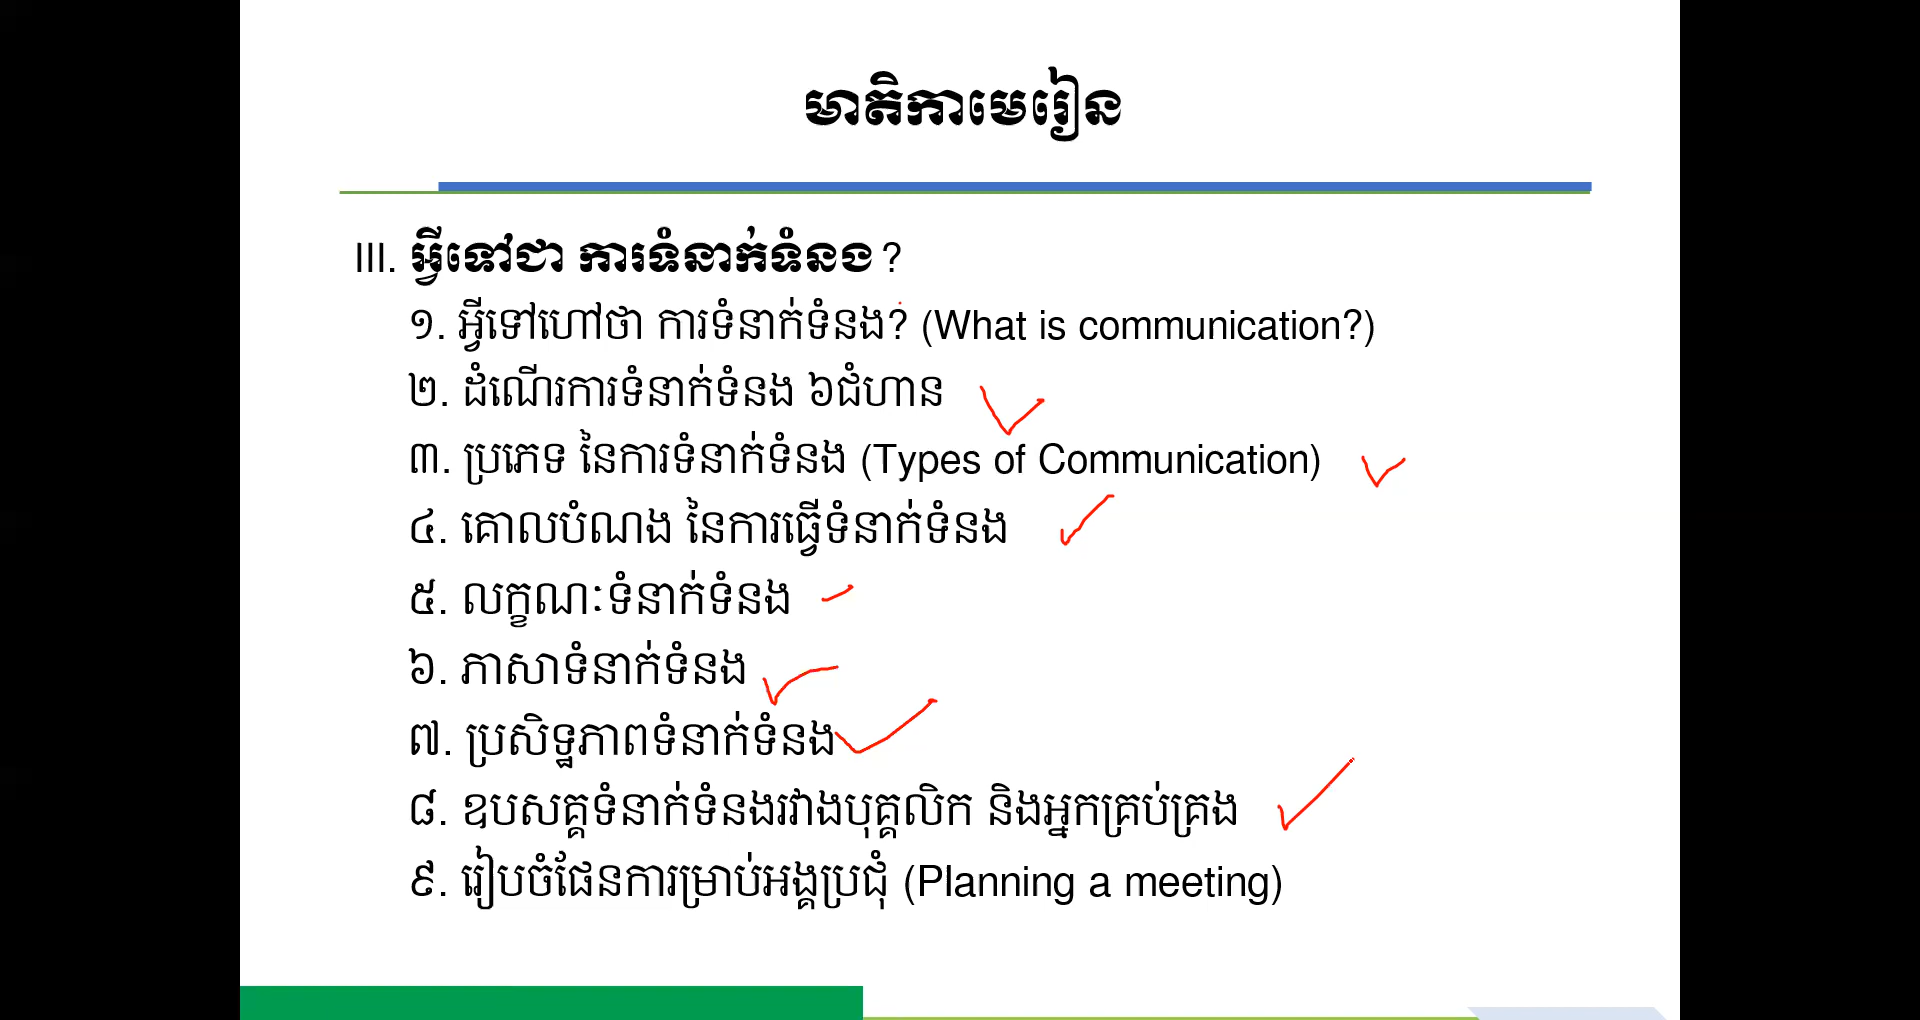 មាតិកាមេរៀន
III. អ្វីទៅជា ការទំនាក់ទំនង?
១. អ្វីទៅហៅថា ការទំនាក់ទំនង? (What is communication?)
២. ដំណើរការទំនាក់ទំនង ៦ជំហាន
៣. ប្រភេទ នៃការទំនាក់ទំនង (Types of Communication)
៤. គោលបំណង នៃការធ្វើទំនាក់ទំនង
៥. លក្ខណៈទំនាក់ទំនង
៦. ភាសាទំនាក់ទំនង
៧. ប្រសិទ្ធភាពទំនាក់ទំនង
៨. ឧបសគ្គទំនាក់ទំនងរវាងបុគ្គលិក និងអ្នកគ្រប់គ្រង
៩. រៀបចំផែនការម្រាប់អង្គប្រជុំ (Planning a meeting)